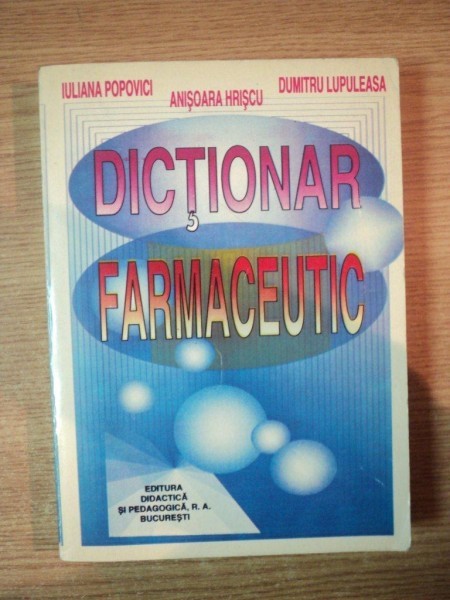 IULIANA POPOVICI
ANIȘOARA HRIȘCU
DUMITRU LUPULEASA
DICȚIONAR
FARMACEUTIC
EDITURA
DIDACTICĂ
ȘI PEDAGOGICĂ, R. A.
BUCUREȘTI